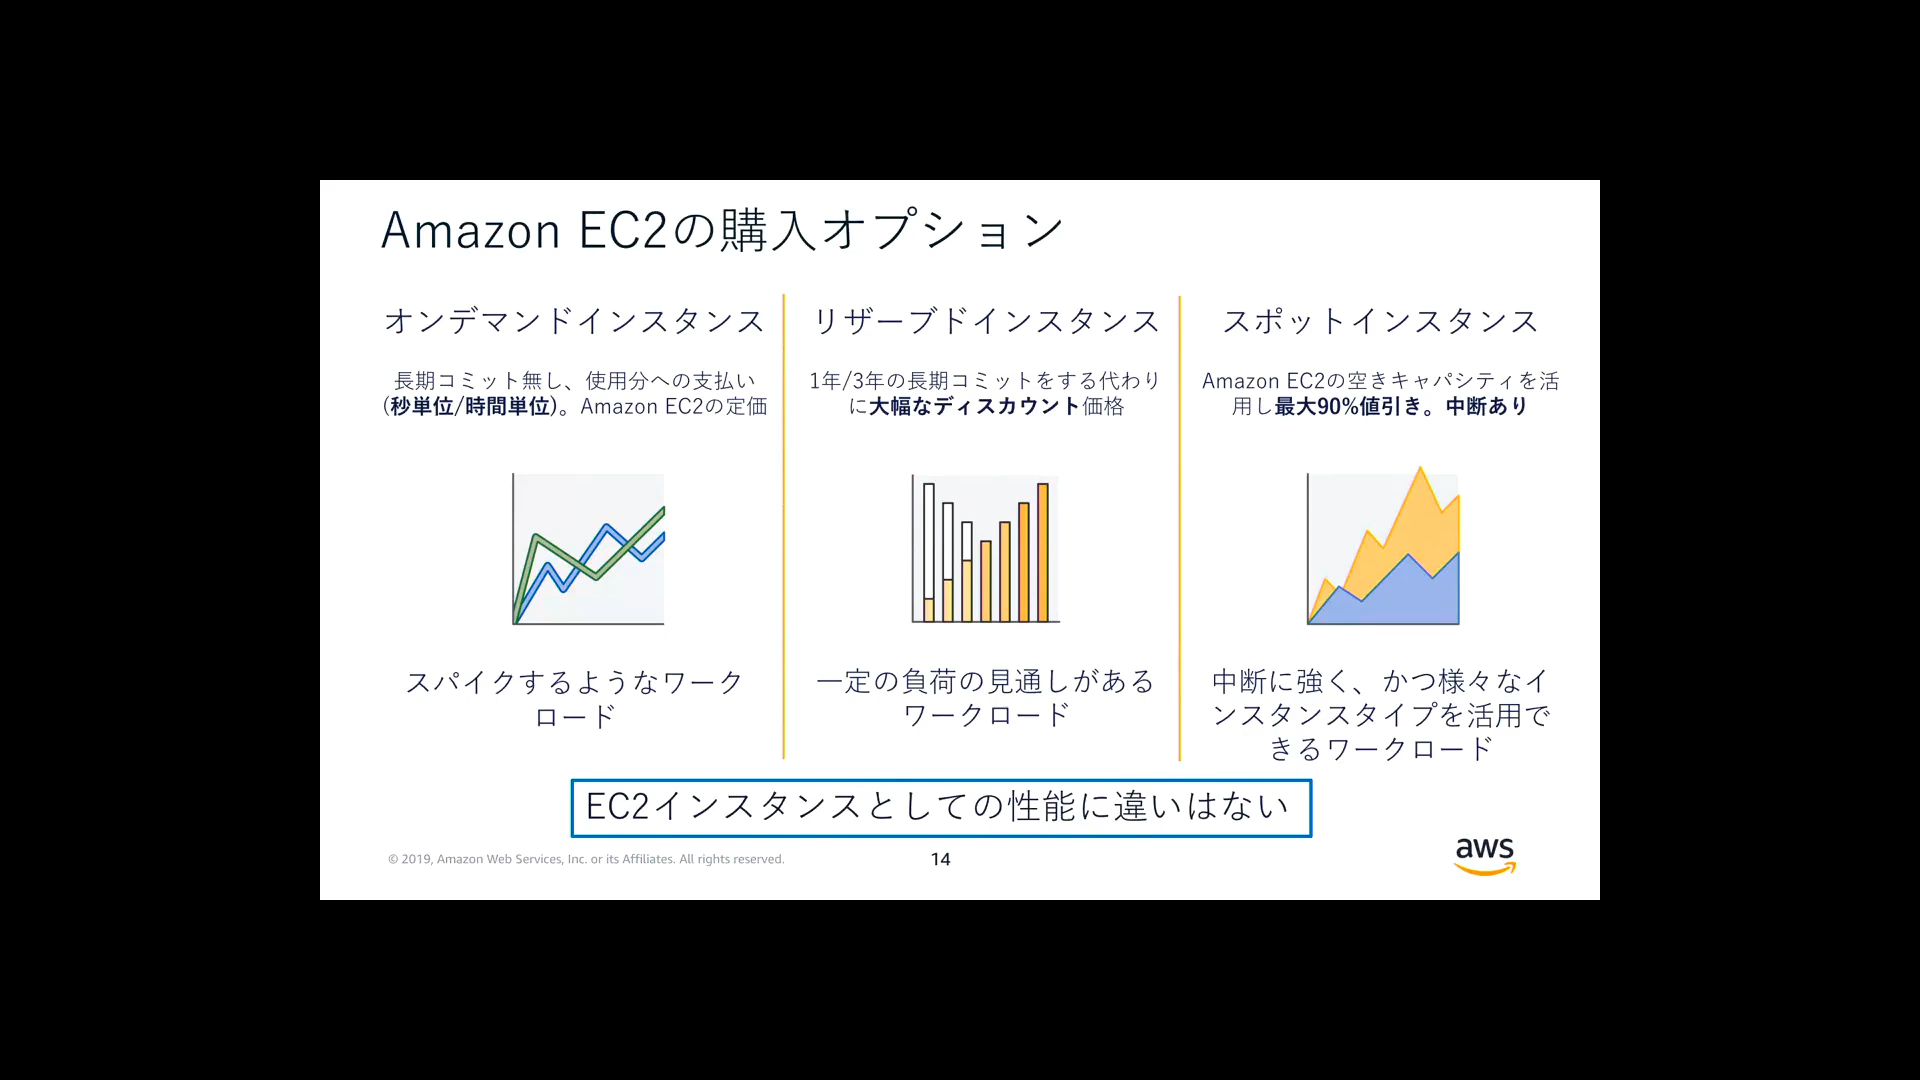 Amazon EC2の購入オプション
オンデマンドインスタンス
長期コミット無し、使用分への支払い
(秒単位/時間単位)。Amazon EC2の定価
スパイクするようなワーク
ロード
リザーブドインスタンス
1年/3年の長期コミットをする代わり
に大幅なディスカウント価格
一定の負荷の見通しがある
ワークロード
スポットインスタンス
Amazon EC2の空きキャパシティを活
用し最大90%値引き。中断あり
中断に強く、かつ様々なイ
ンスタンスタイプを活用で
きるワークロード
EC2インスタンスとしての性能に違いはない
© 2019, Amazon Web Services, Inc. or its Affiliates. All rights reserved.
14
aws